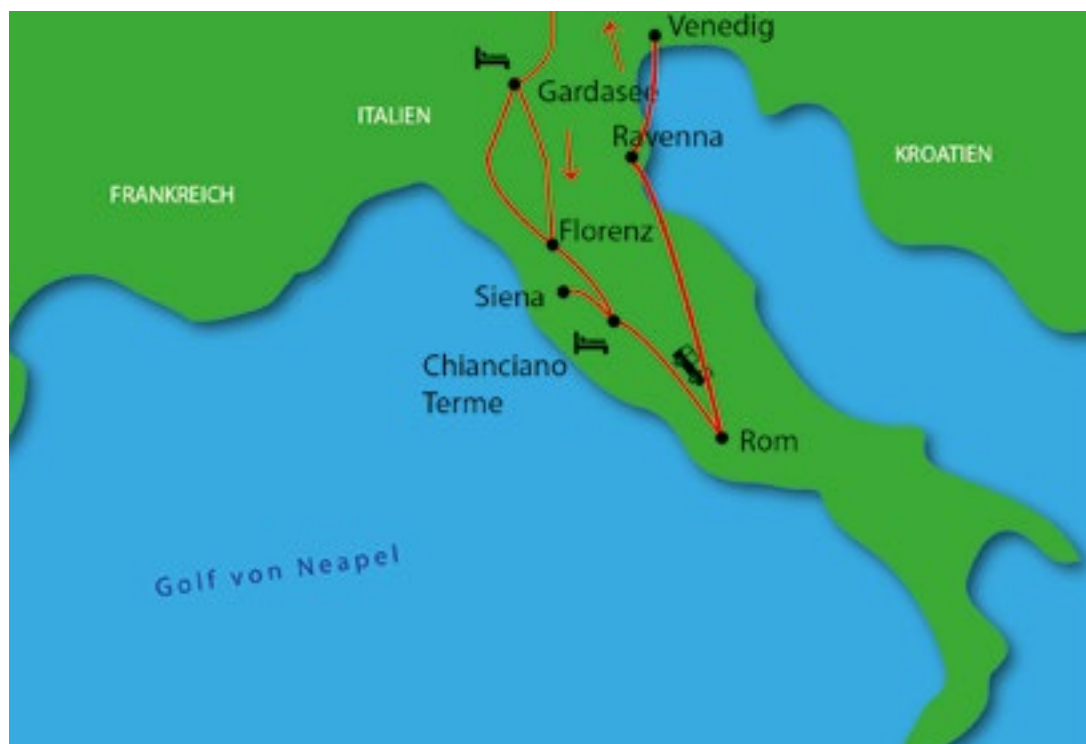 Venedig
Gardasee
ITALIEN
Ravenna
KROATIEN
FRANKREICH
Florenz
Siena
Chianciano
Terme
Rom
Golf von Neapel